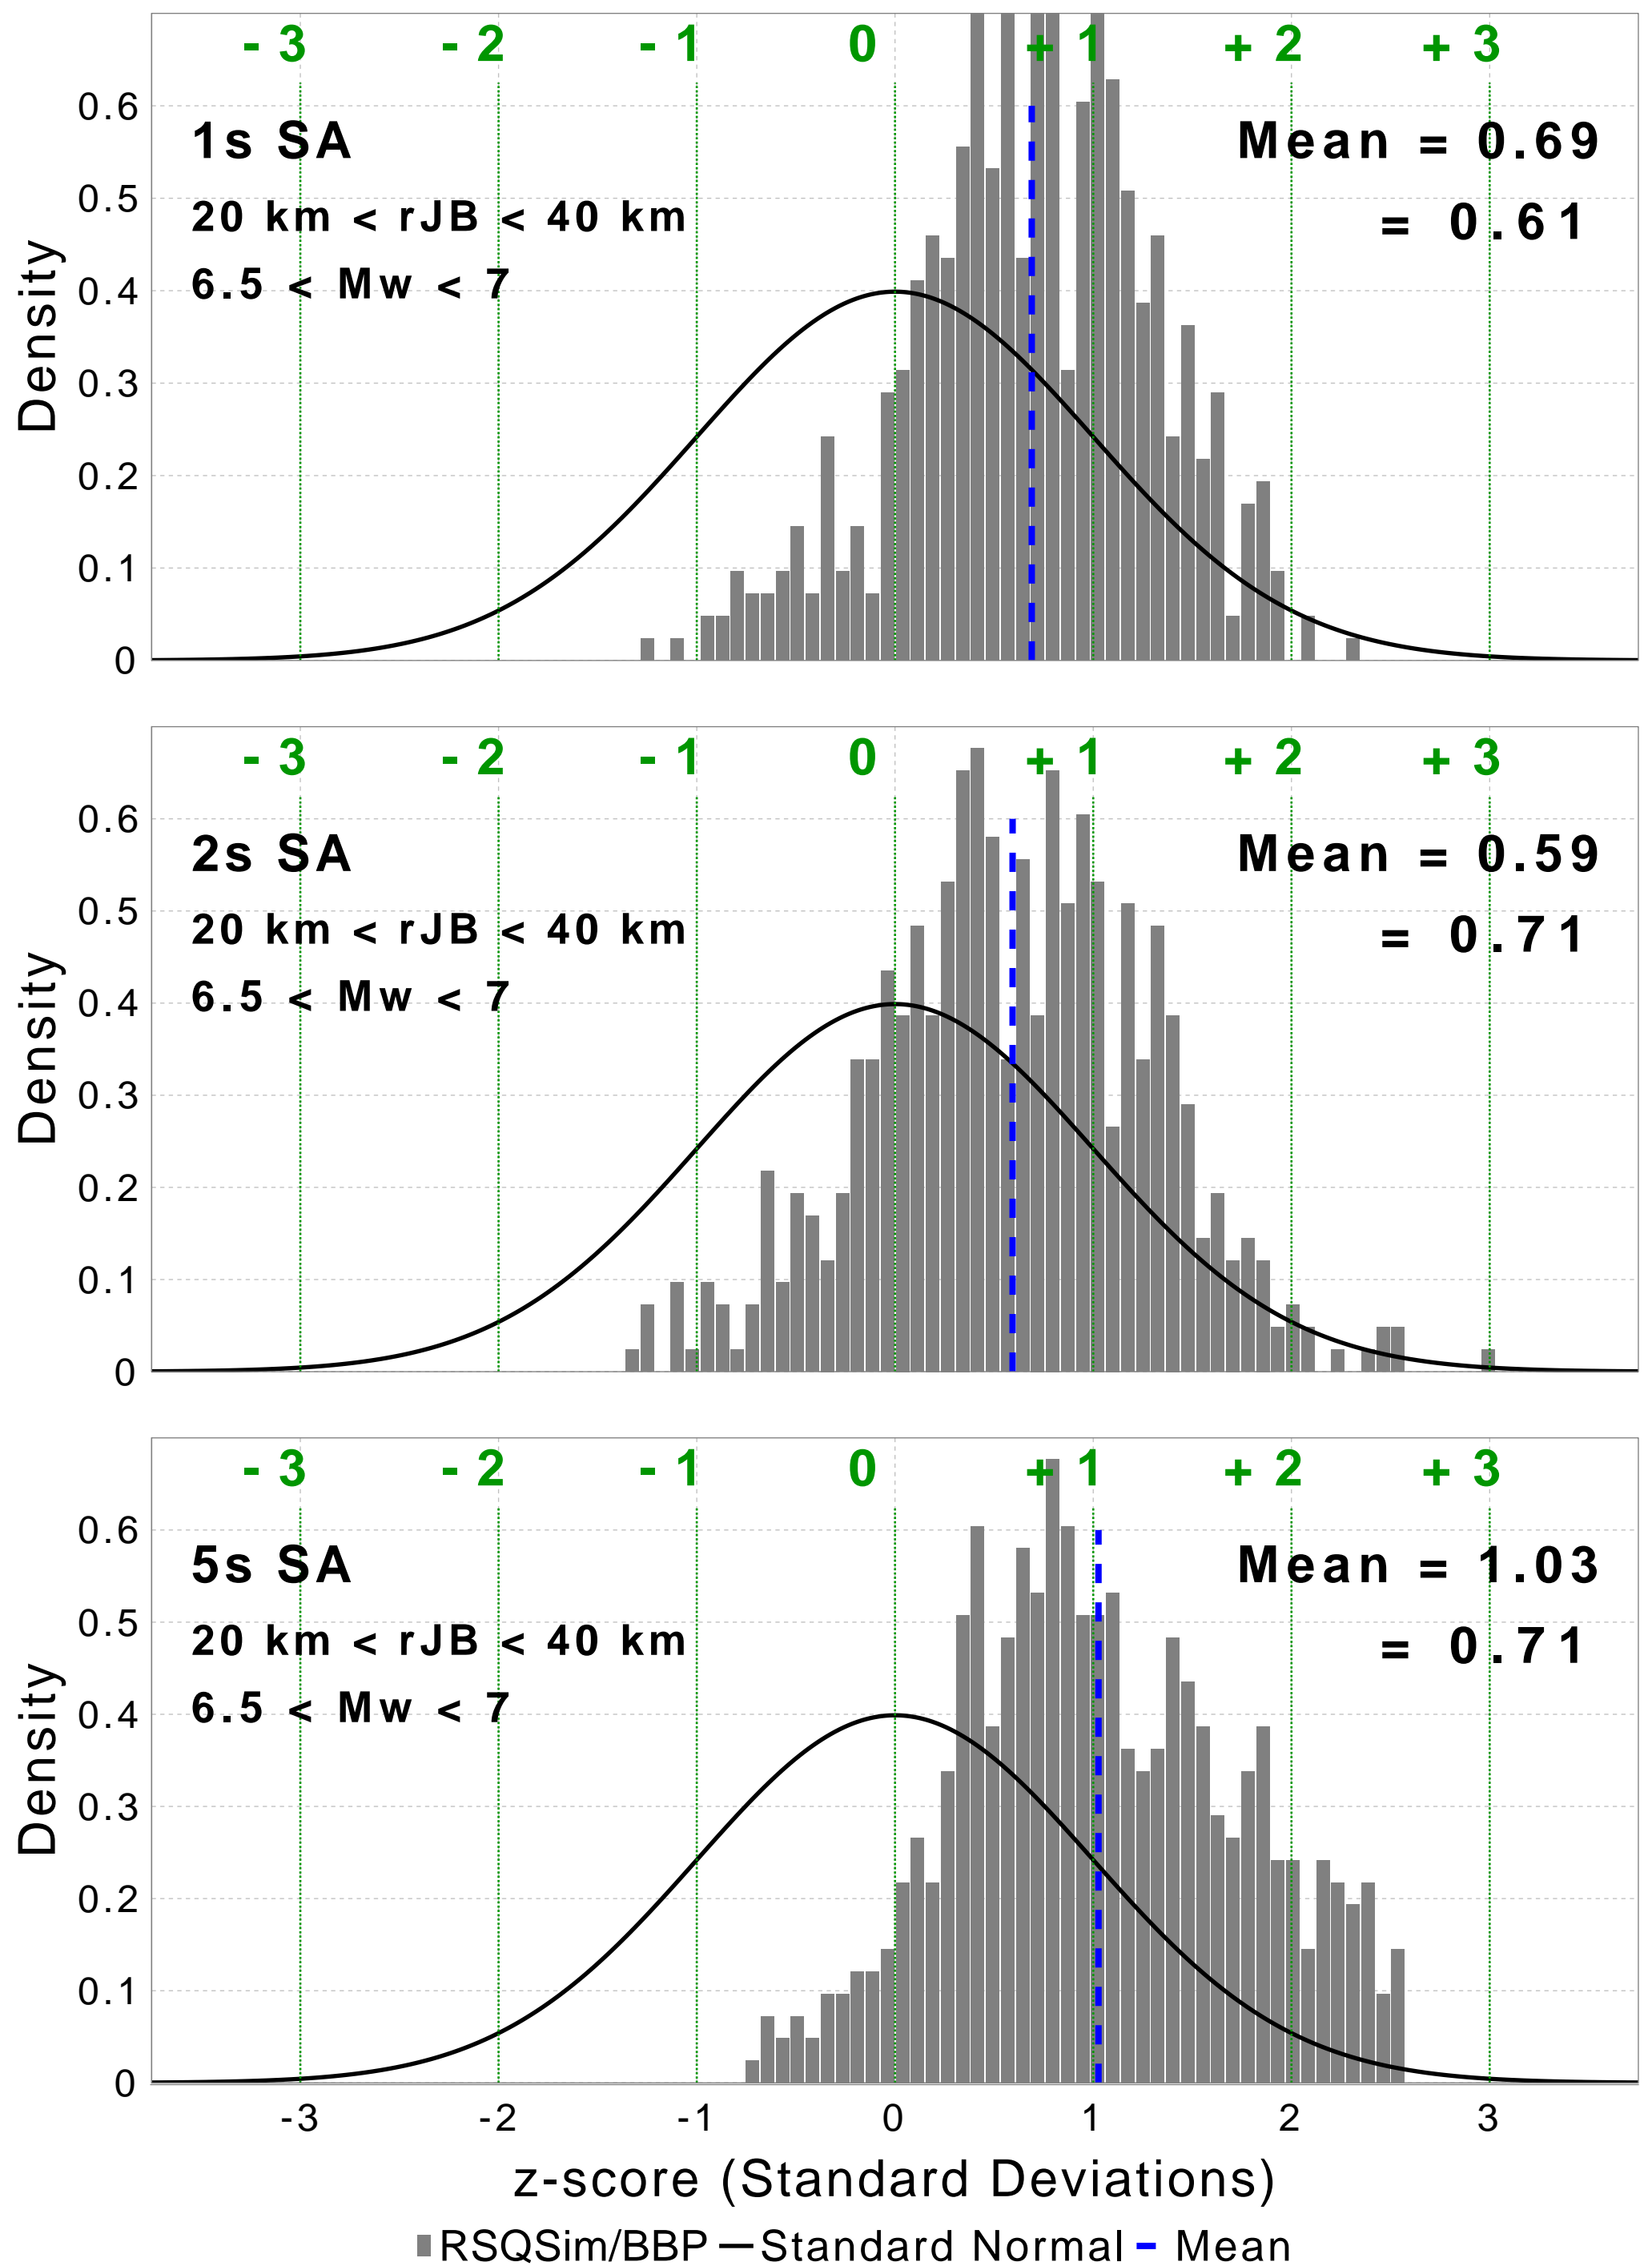 - 3 - 2 - 1 0 + 1 + 2 + 3
0.6
1s SA Mean = 0.69
0.5
20 km < rJB < 40 km = 0.61
6.5 < Mw < 7
0.4
0.3
0.2
0.1
0
Density
- 3 - 2 - 1 0 + 1 + 2 + 3
0.6
2s SA Mean = 0.59
0.5
20 km < rJB < 40 km = 0.71
6.5 < Mw < 7
0.4
0.3
0.2
0.1
0
Density
- 3 - 2 - 1 0 + 1 + 2 + 3
0.6
5s SA Mean = 1.03
0.5
20 km < rJB < 40 km = 0.71
6.5 < Mw < 7
0.4
0.3
0.2
0.1
0
Density
-3 -2 -1 0 1 2 3
z-score (Standard Deviations)
RSQSim/BBP Standard Normal Mean